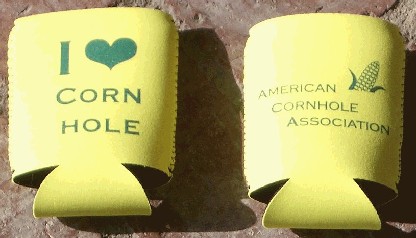 I ♥
CORN
HOLE
AMERICAN
CORNHOLE
ASSOCIATION